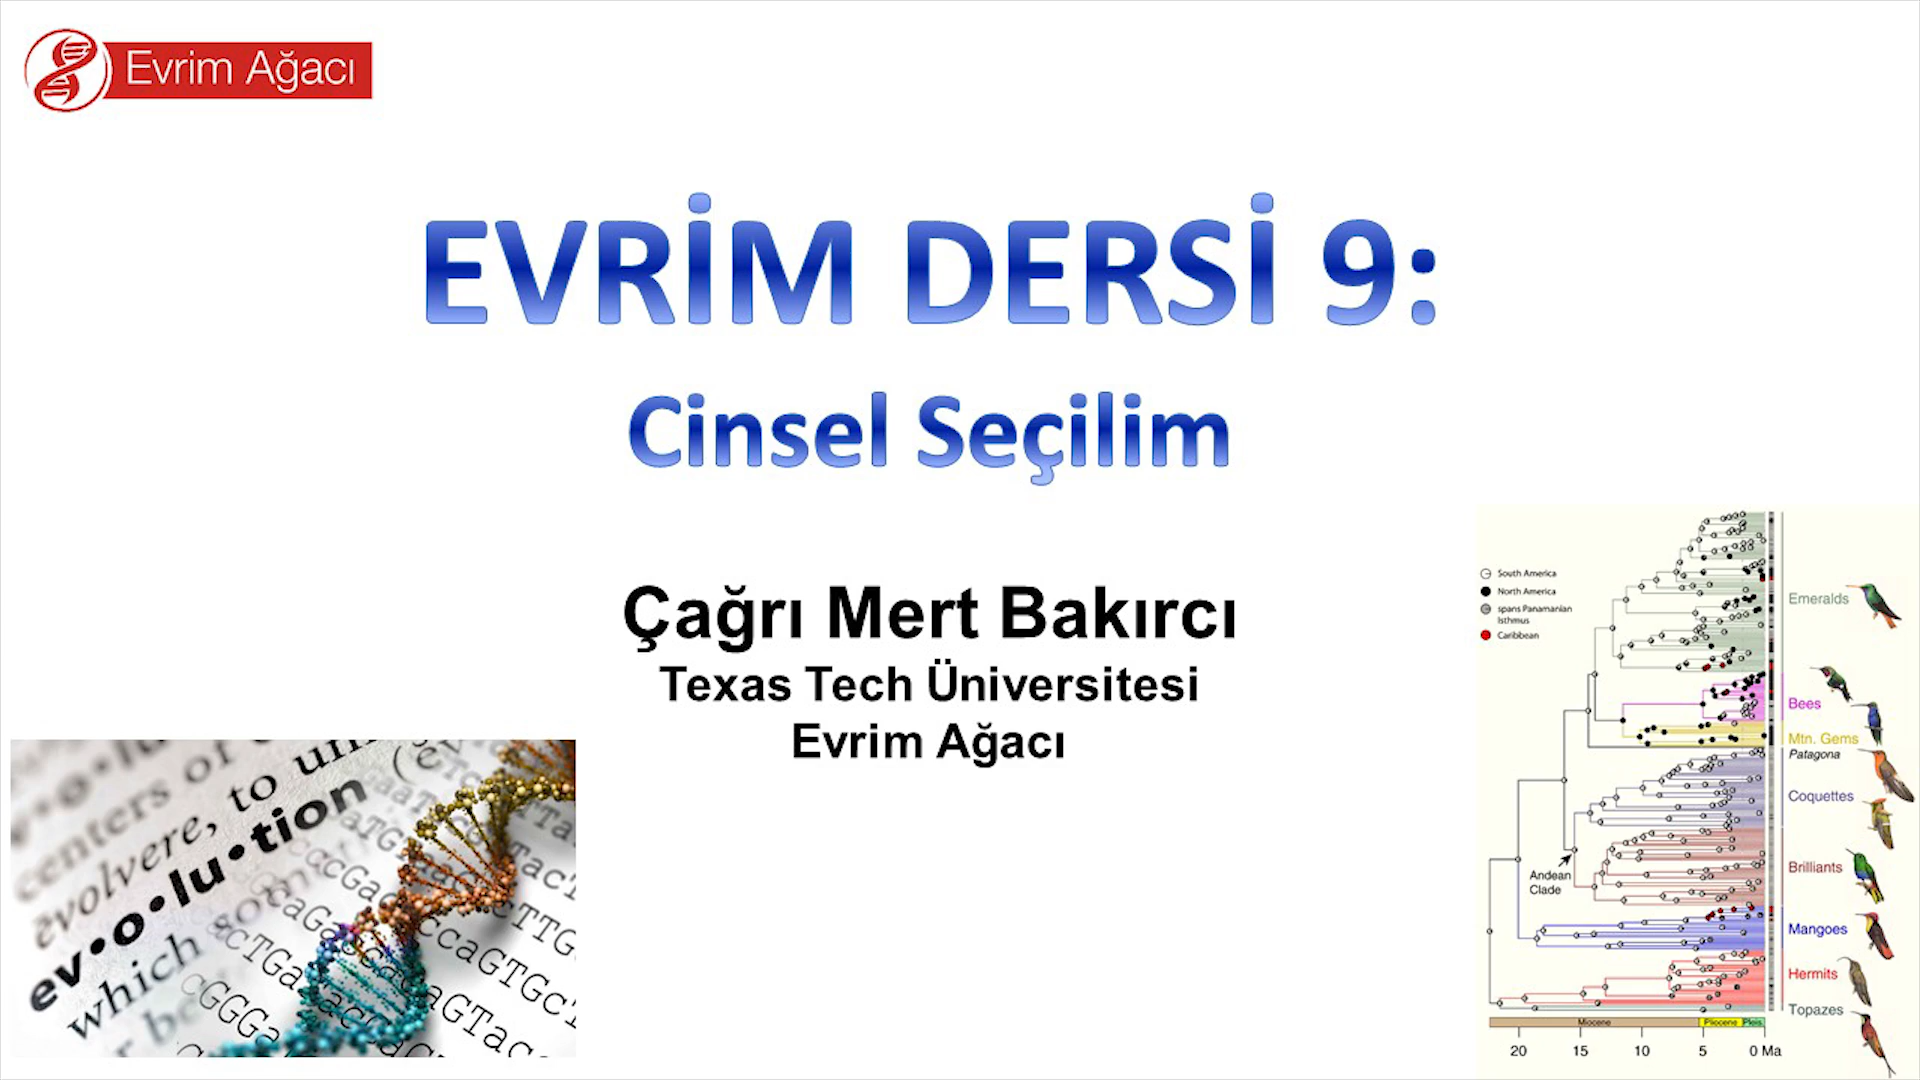 Evrim Ağacı
EVRİM DERSİ 9:
Cinsel Seçilim
Çağrı Mert Bakırcı
Texas Tech Üniversitesi
Evrim Ağacı
centers of
evolvere, to
ev•o•lu•tion
which
South America
North America
spans Panamanian
Isthmus
Caribbean
Emeralds
Bees
Mtn. Gems
Patagona
Coquettes
Brilliants
Andean
Clade
Mangoes
Hermits
Topazes
Miocene Pliocene Pleis.
20 15 10 5 0 Ma